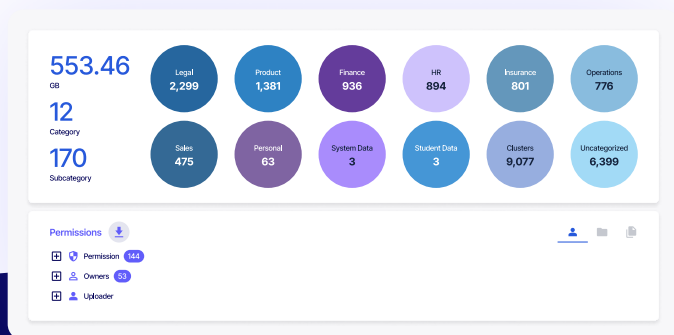 553.46
GB
12
Category
170
Subcategory
Legal
2,299
Product
1,381
Finance
936
HR
894
Insurance
801
Operations
776
Sales
475
Personal
63
System Data
3
Student Data
3
Clusters
9,077
Uncategorized
6,399
Permissions
Permission 144
Owners 53
Uploader